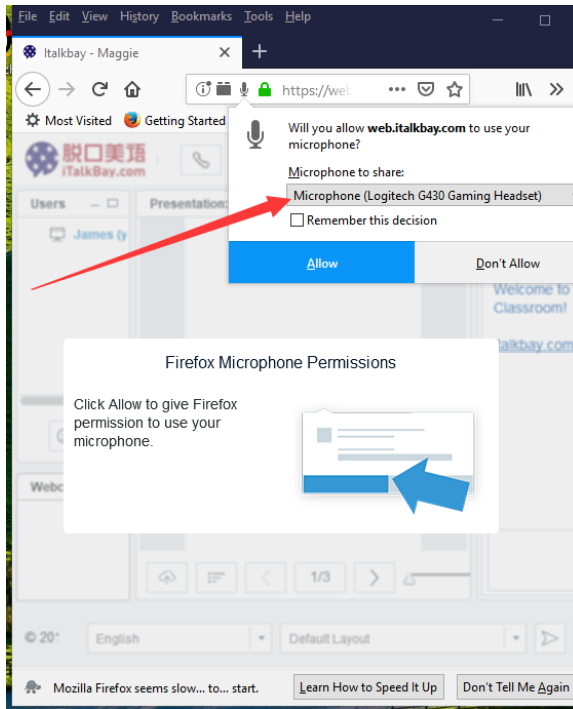 File Edit View History Bookmarks Tools Help
Italkbay - Maggie
https://web
Most Visited Getting Started
Will you allow web.italkbay.com to use your
microphone?
Microphone to share:
Microphone (Logitech G430 Gaming Headset)
Remember this decision
Allow Don't Allow
脱口美語
iTalkBay.com
Users Presentation:
James (y
Welcome to
Classroom!
talkbay.com
Firefox Microphone Permissions
Click Allow to give Firefox
permission to use your
microphone.
Webc
1/3
© 20
English Default Layout
Mozilla Firefox seems slow... to... start. Learn How to Speed It Up Don't Tell Me Again